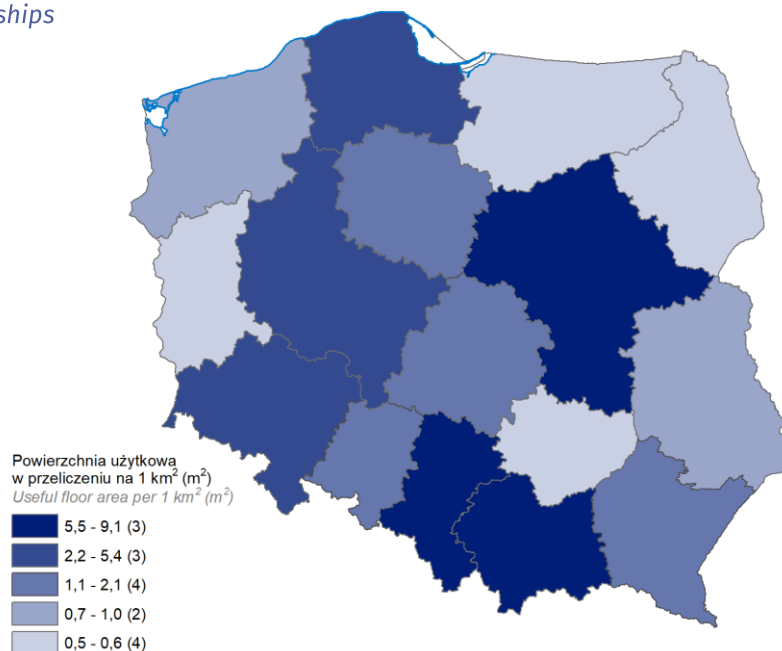 ships
Powierzchnia użytkowa
w przeliczeniu na 1 km² (m²)
Useful floor area per 1 km² (m²)
5,5 - 9,1 (3)
2,2 - 5,4 (3)
1,1 - 2,1 (4)
0,7 - 1,0 (2)
0,5 - 0,6 (4)